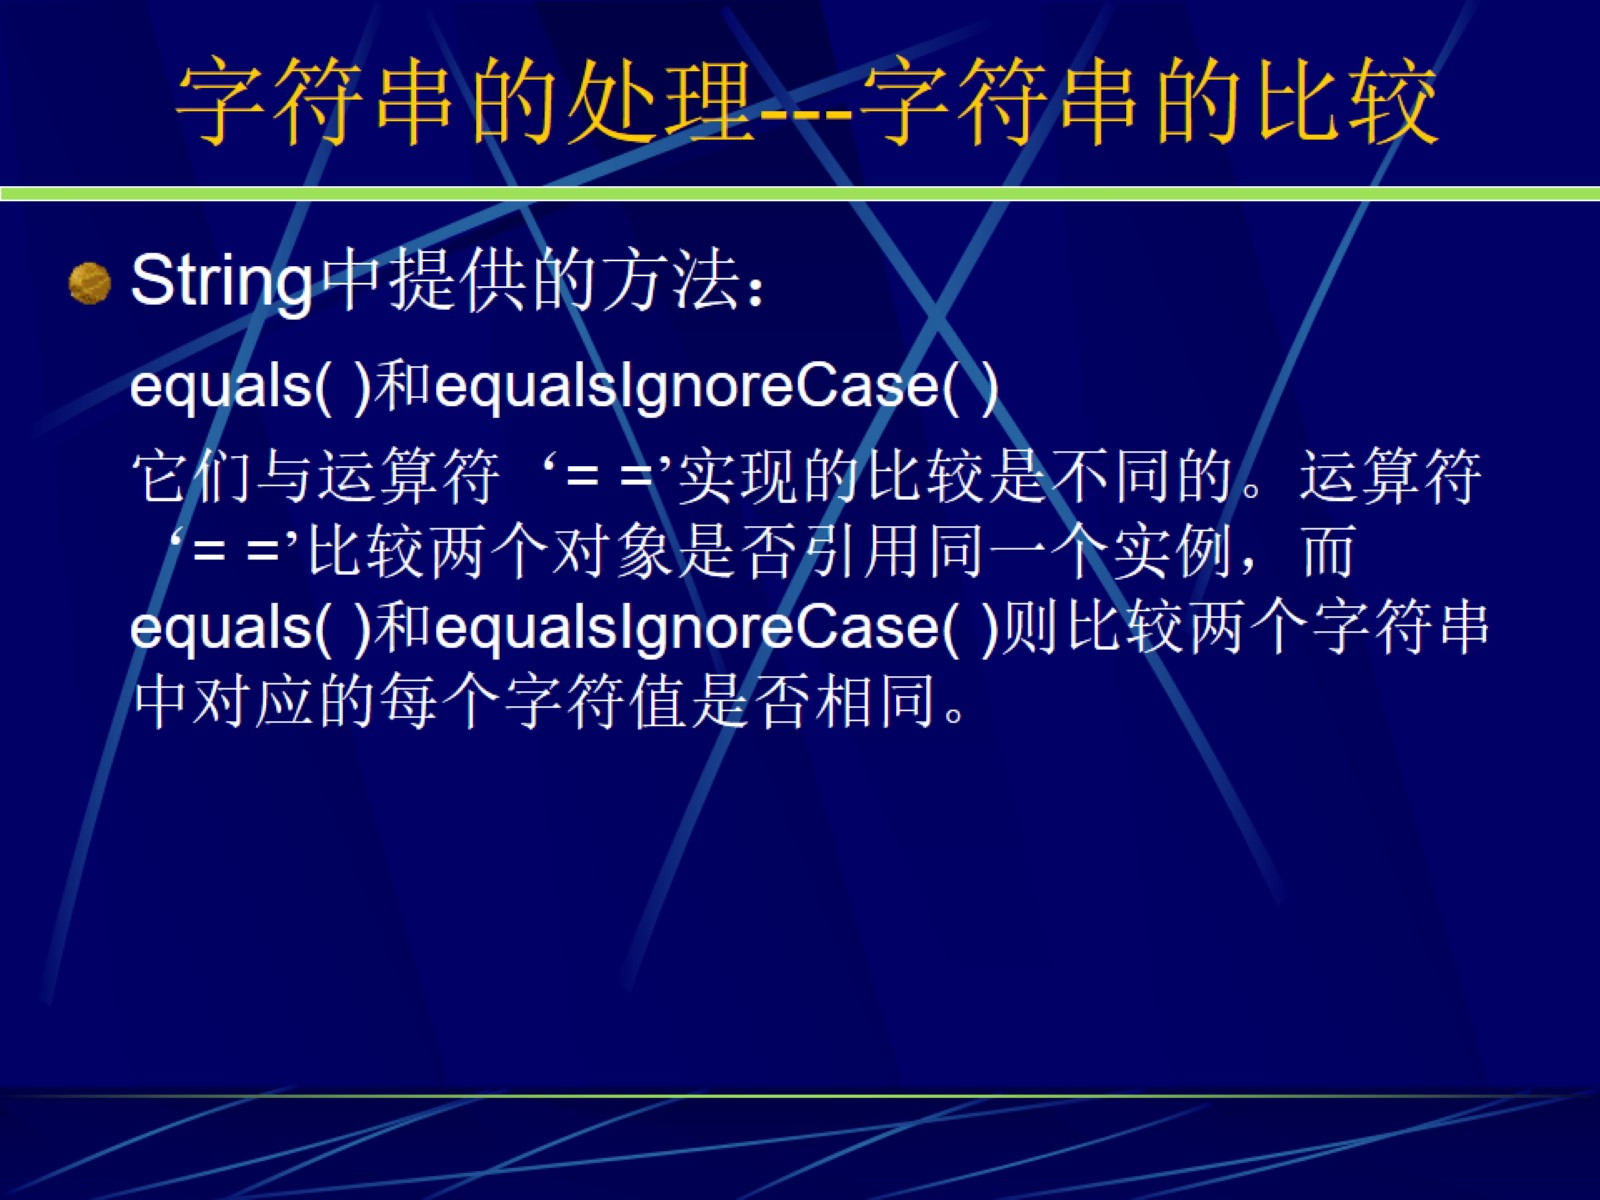 字符串的处理---字符串的比较
String中提供的方法：
equals( )和equalsIgnoreCase( )
它们与运算符‘= =’实现的比较是不同的。运算符
‘= =’比较两个对象是否引用同一个实例，而
equals( )和equalsIgnoreCase( )则比较两个字符串
中对应的每个字符值是否相同。